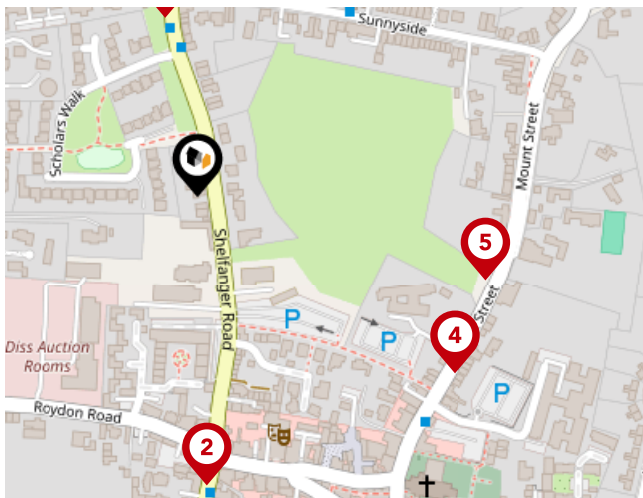 Sunnyside
Scholars Walk
Mount Street
5
Shelfanger Road
Street
P
4
P
Diss Auction
Rooms
P
Roydon Road
2